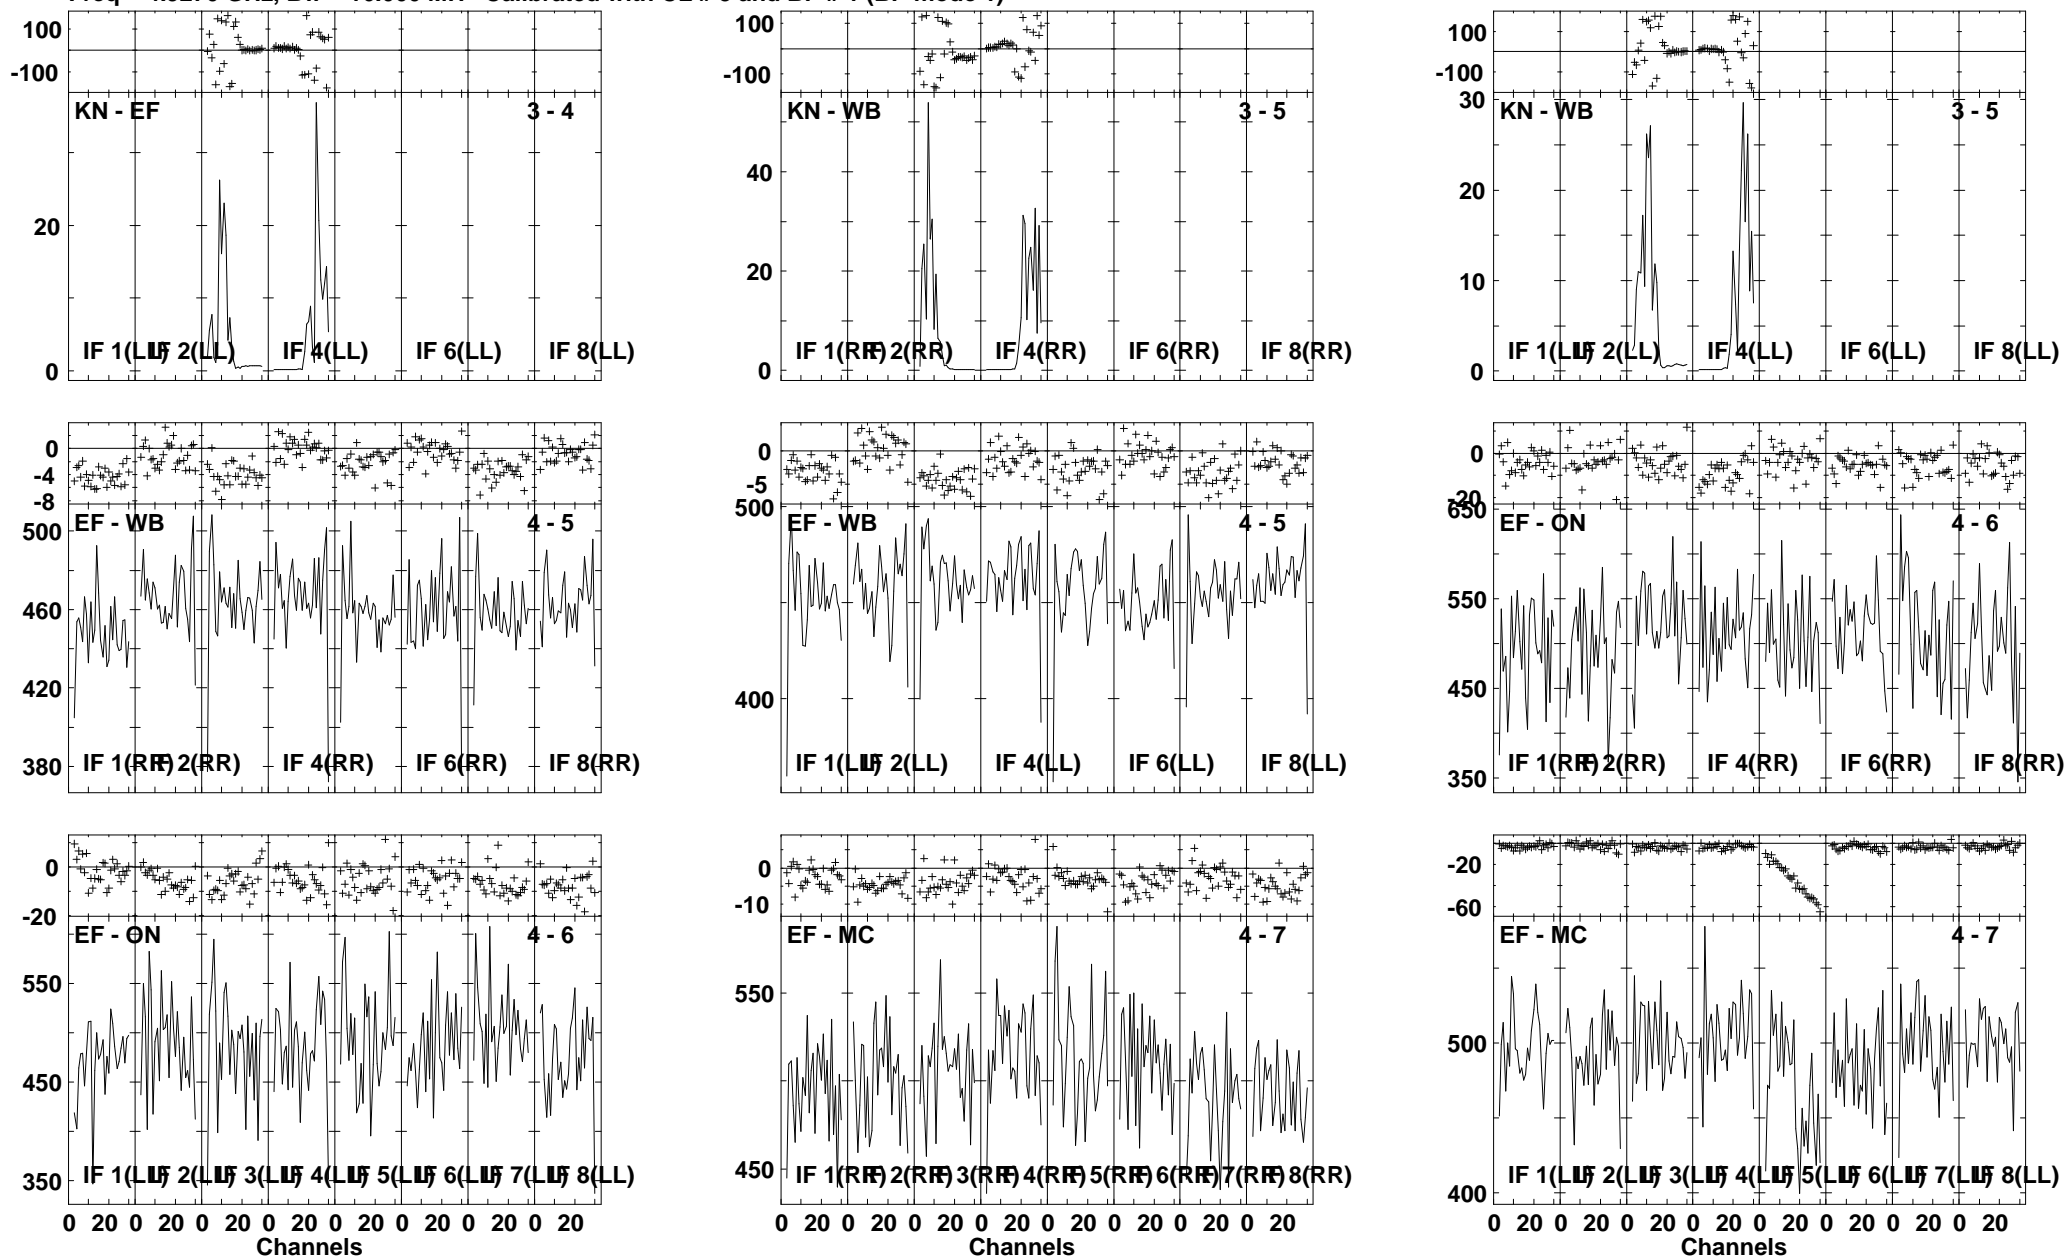 100
-100
KN - EF 3 - 4
20
0
IF 2(LL) IF 4(LL) IF 6(LL) IF 8(LL)
100
-100
KN - WB 3 - 5
40
20
0
IF 1(RR) IF 2(RR) IF 4(RR) IF 6(RR) IF 8(RR)
100
-100
30
KN - WB 3 - 5
20
10
0
IF 1(LL) IF 2(LL) IF 4(LL) IF 6(LL) IF 8(LL)
0
-4
-8
500
EF - WB 4 - 5
460
420
380
IF 1(RR) IF 2(RR) IF 4(RR) IF 6(RR) IF 8(RR)
0
-5
500
EF - WB 4 - 5
400
IF 1(LL) IF 2(LL) IF 4(LL) IF 6(LL) IF 8(LL)
0
-20
650
EF - ON 4 - 6
550
450
350
IF 1(RR) IF 2(RR) IF 4(RR) IF 6(RR) IF 8(RR)
0
-20
EF - ON 4 - 6
550
450
350
IF 1(LL) IF 2(LL) IF 3(LL) IF 4(LL) IF 5(LL) IF 6(LL) IF 7(LL) IF 8(LL)
0 20 0 20 0 20 0 20 0 20 0 20 0 20 0 20
Channels
0
-10
EF - MC 4 - 7
550
450
IF 1(RR) IF 2(RR) IF 3(RR) IF 4(RR) IF 5(RR) IF 6(RR) IF 7(RR) IF 8(RR)
0 20 0 20 0 20 0 20 0 20 0 20 0 20 0 20
Channels
-20
-60
EF - MC 4 - 7
500
400
IF 1(LL) IF 2(LL) IF 3(LL) IF 4(LL) IF 5(LL) IF 6(LL) IF 7(LL) IF 8(LL)
0 20 0 20 0 20 0 20 0 20 0 20 0 20 0 20
Channels